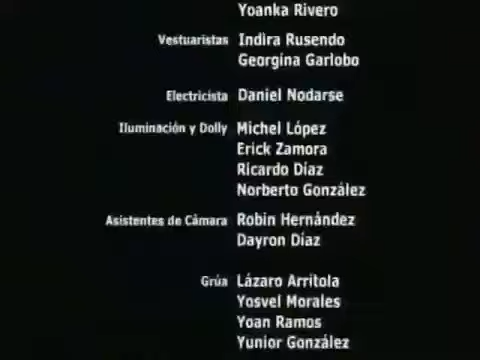 Yoanka Rivero
Vestuaristas Indira Rusendo
Georgina Garlobo
Electricista Daniel Nodarse
Iluminación y Dolly Michel López
Erick Zamora
Ricardo Díaz
Norberto González
Asistentes de Cámara Robin Hernández
Dayron Díaz
Grúa Lázaro Arritola
Yosvel Morales
Yoan Ramos
Yunior González